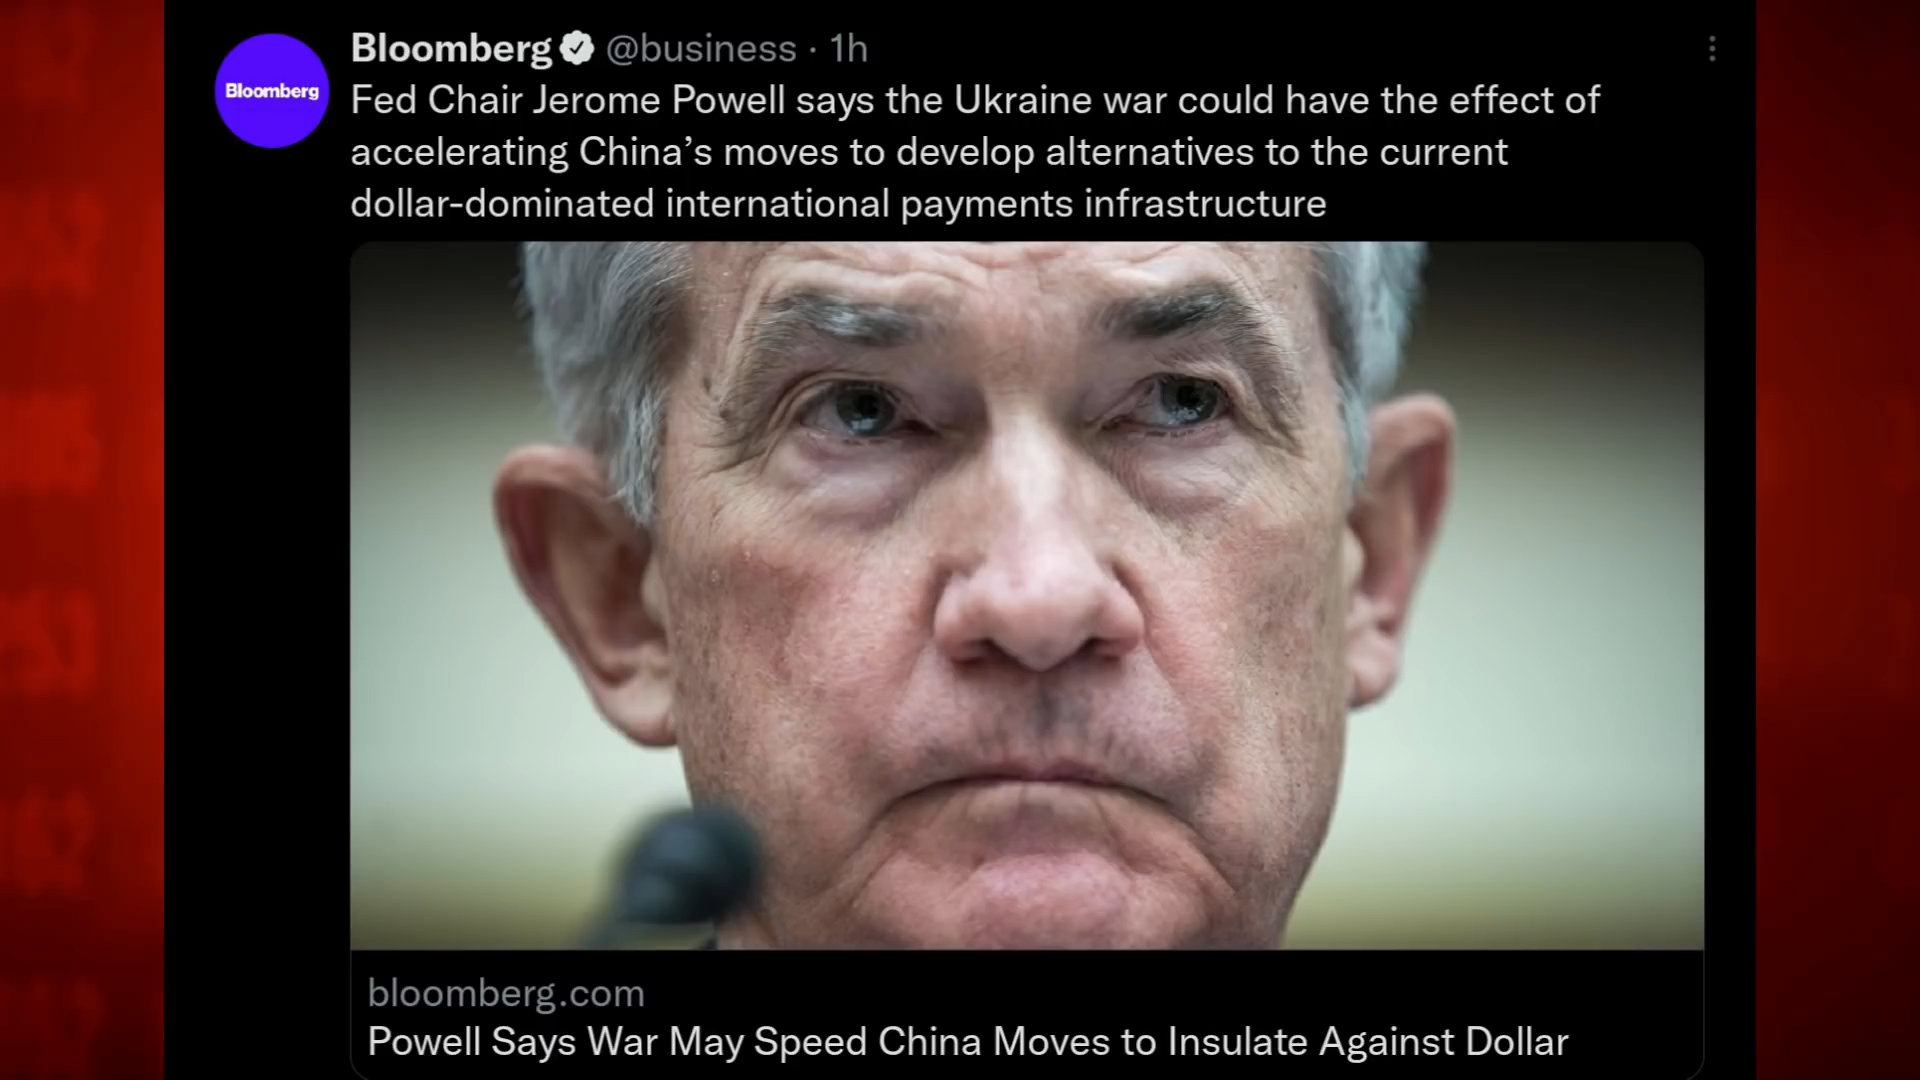 Bloomberg @business · 1h
Bloomberg
Fed Chair Jerome Powell says the Ukraine war could have the effect of
accelerating China’s moves to develop alternatives to the current
dollar-dominated international payments infrastructure
bloomberg.com
Powell Says War May Speed China Moves to Insulate Against Dollar